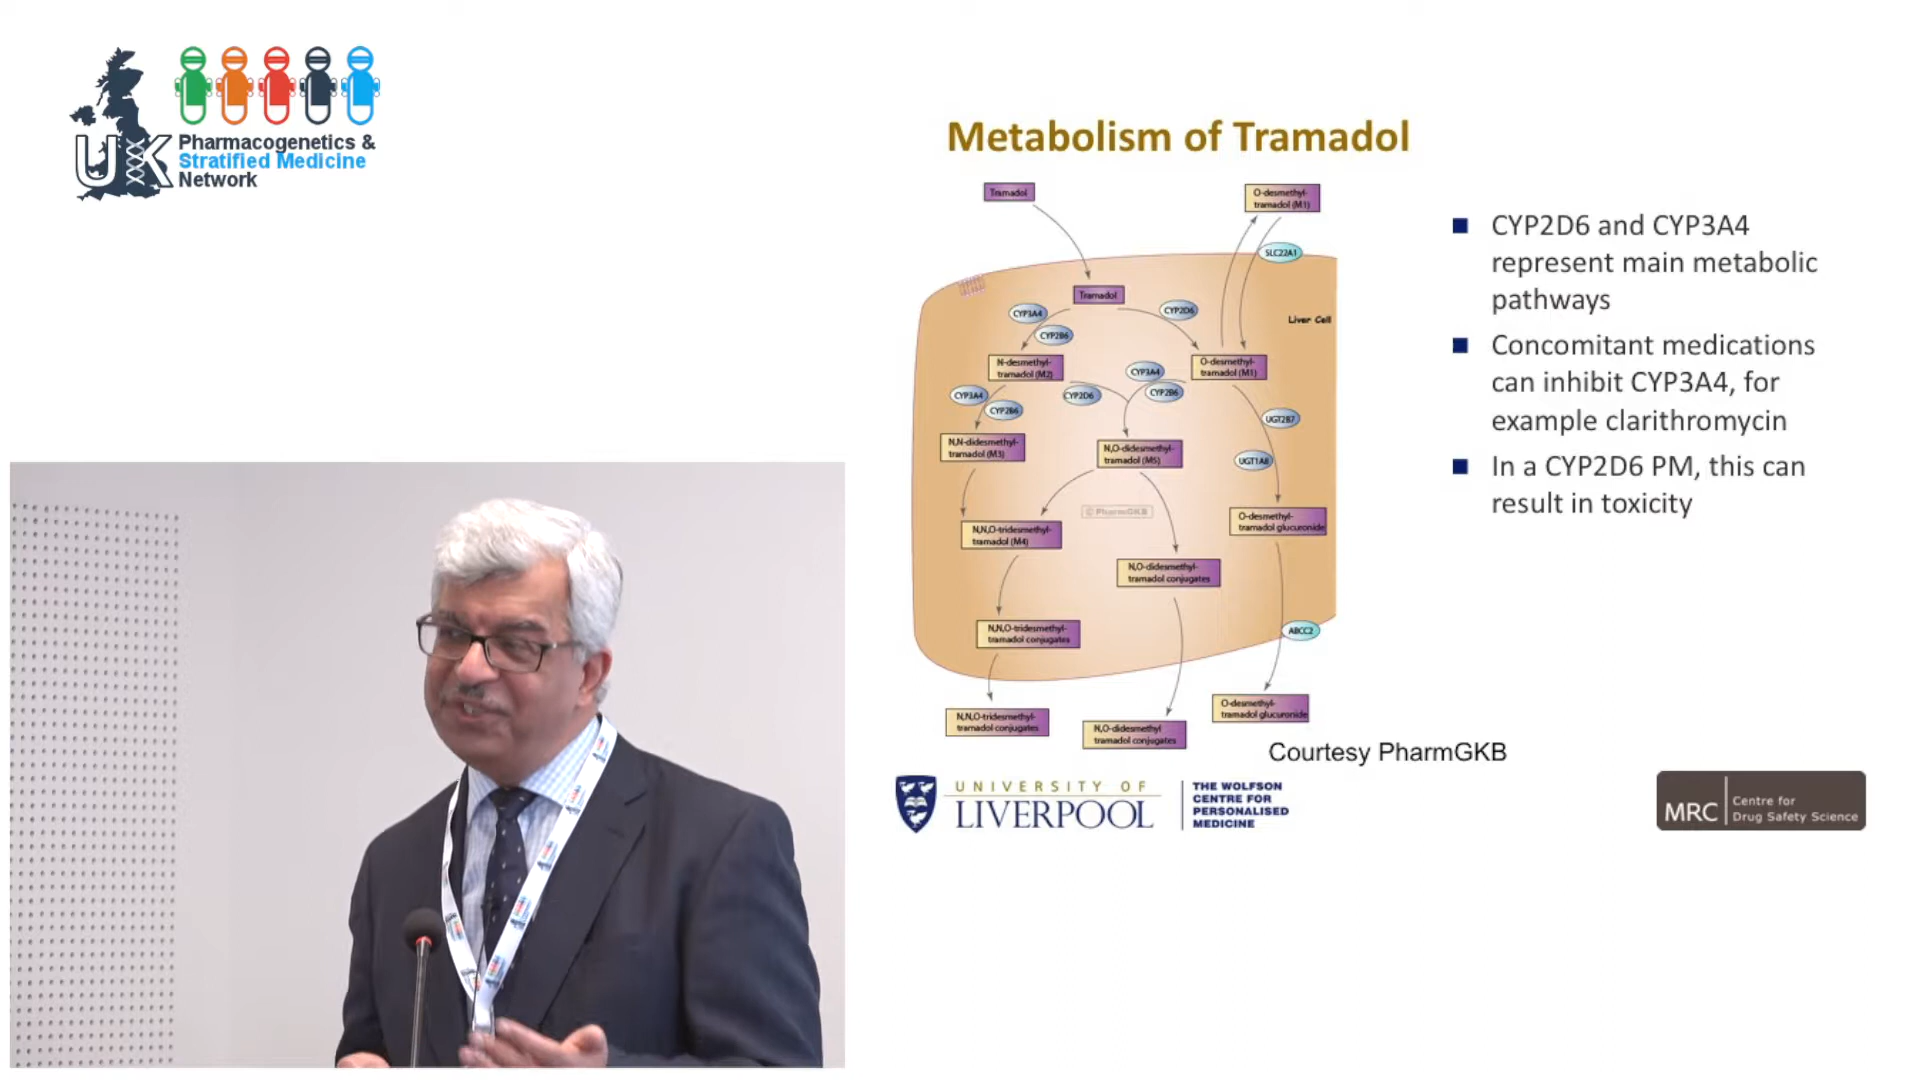 UK
Pharmacogenetics &
Stratified Medicine
Network
Metabolism of Tramadol
Tramadol
O-desmethyl-
tramadol (M1)
SLC22A1
Tramadol
CYP3A4
CYP2D6
Liver Cell
CYP2B6
N-desmethyl-
tramadol (M2)
O-desmethyl-
tramadol (M1)
CYP3A4
CYP2B6
CYP3A4
CYP2D6
CYP2B6
UGT2B7
N,N-didesmethyl-
tramadol (M3)
N,O-didesmethyl-
tramadol (M5)
UGT1A8
© PharmGKB
N,N,O-tridesmethyl-
tramadol (M4)
O-desmethyl-
tramadol glucuronide
N,O-didesmethyl-
tramadol conjugates
N,N,O-tridesmethyl-
tramadol conjugates
ABCC2
N,N,O-tridesmethyl-
tramadol conjugates
N,O-didesmethyl
tramadol conjugates
O-desmethyl-
tramadol glucuronide
Courtesy PharmGKB
CYP2D6 and CYP3A4
represent main metabolic
pathways
Concomitant medications
can inhibit CYP3A4, for
example clarithromycin
In a CYP2D6 PM, this can
result in toxicity
UNIVERSITY OF
LIVERPOOL
THE WOLFSON
CENTRE FOR
PERSONALISED
MEDICINE
MRC
Centre for
Drug Safety Science